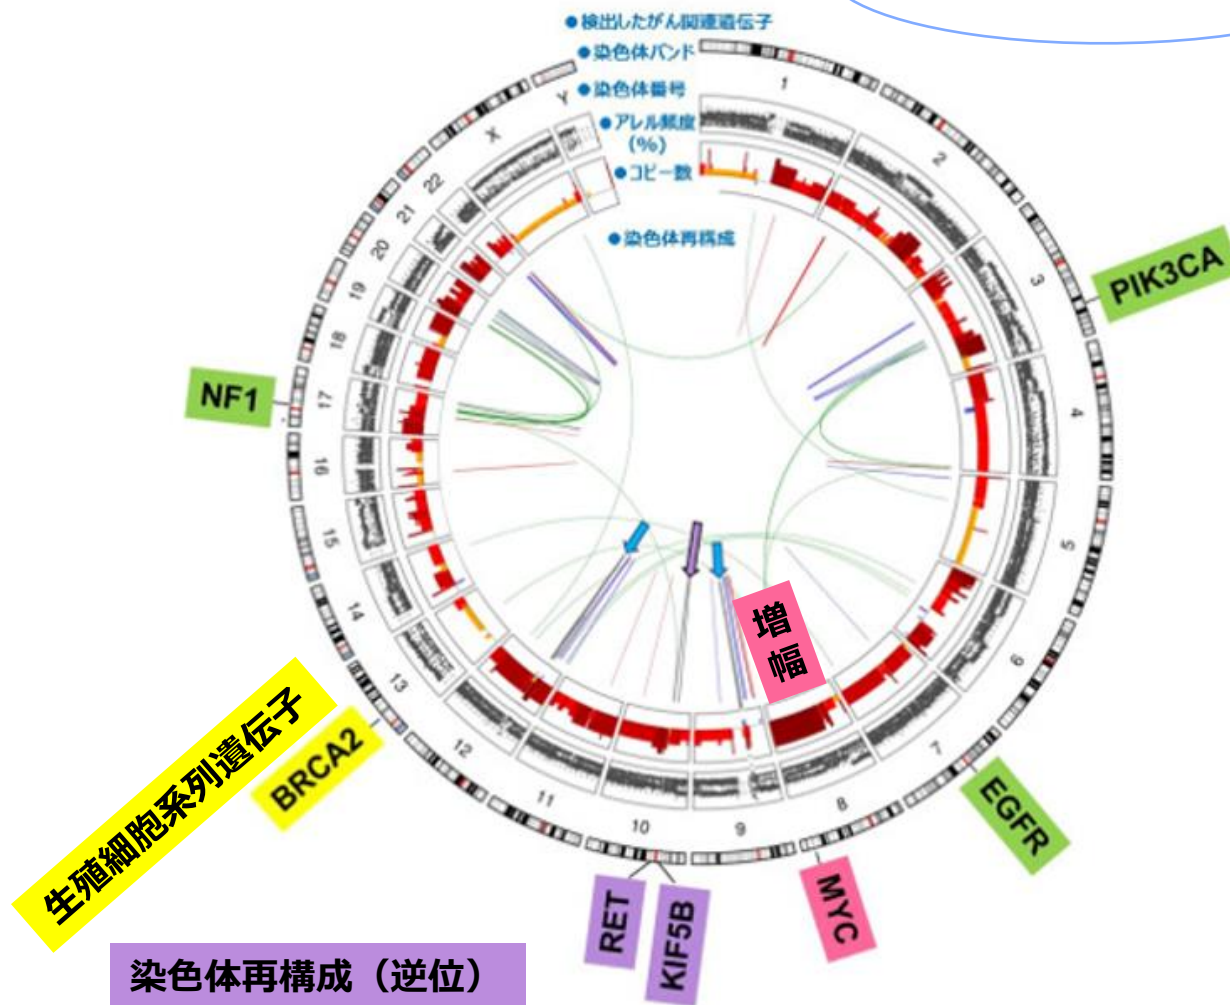 ●検出したがん関連遺伝子
●染色体バンド
●染色体番号
●アレル頻度
(%)
●コピー数
●染色体再構成
1
2
3
4
5
6
7
8
9
10
11
12
13
14
15
16
17
18
19
20
21
22
X
Y
PIK3CA
NF1
増
幅
EGFR
MYC
KIF5B
RET
BRCA2
生殖細胞系列遺伝子
染色体再構成（逆位）